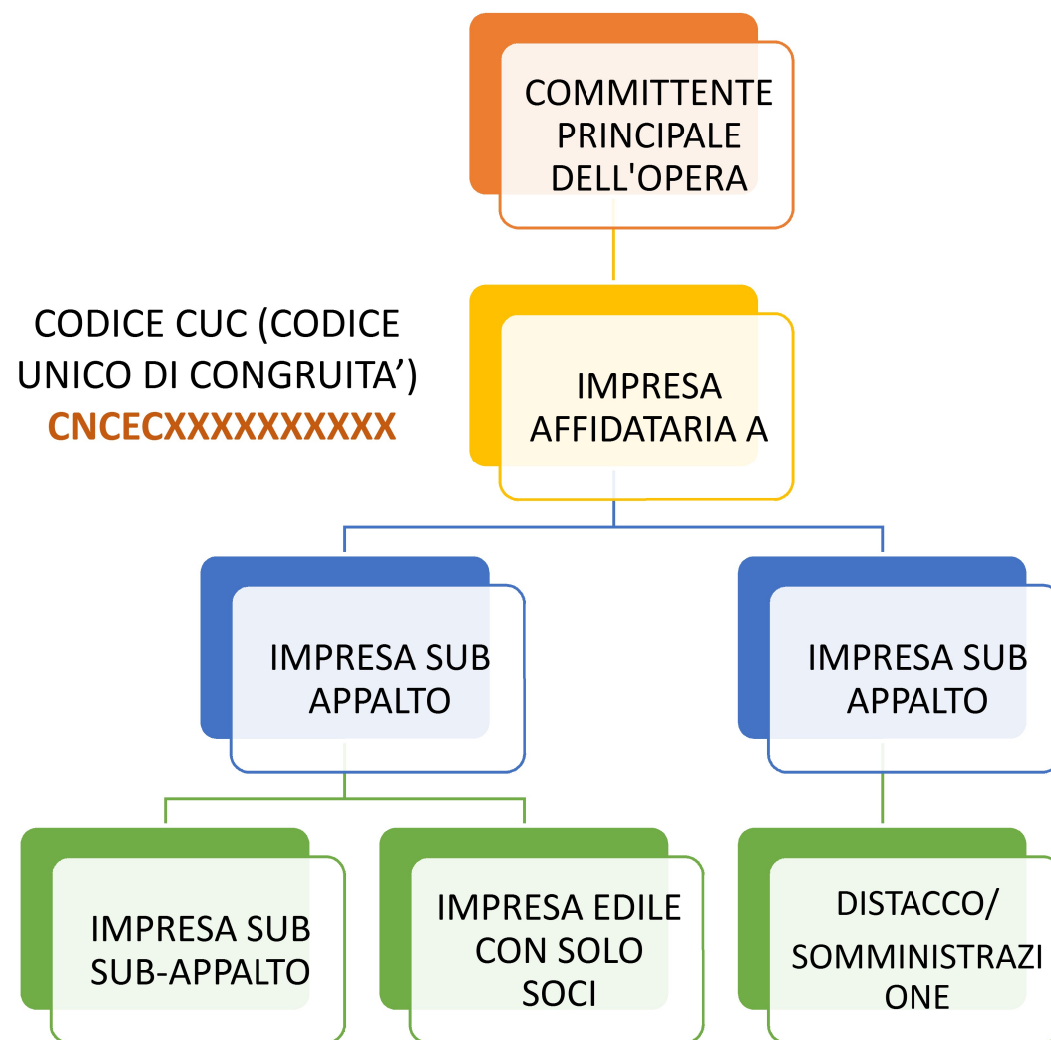 COMMITTENTE
PRINCIPALE
DELL'OPERA
CODICE CUC (CODICE
UNICO DI CONGRUITA’)
CNCECXXXXXXXXXX
IMPRESA
AFFIDATARIA A
IMPRESA SUB
APPALTO
IMPRESA SUB
APPALTO
IMPRESA SUB
SUB-APPALTO
IMPRESA EDILE
CON SOLO
SOCI
DISTACCO/
SOMMINISTRAZI
ONE